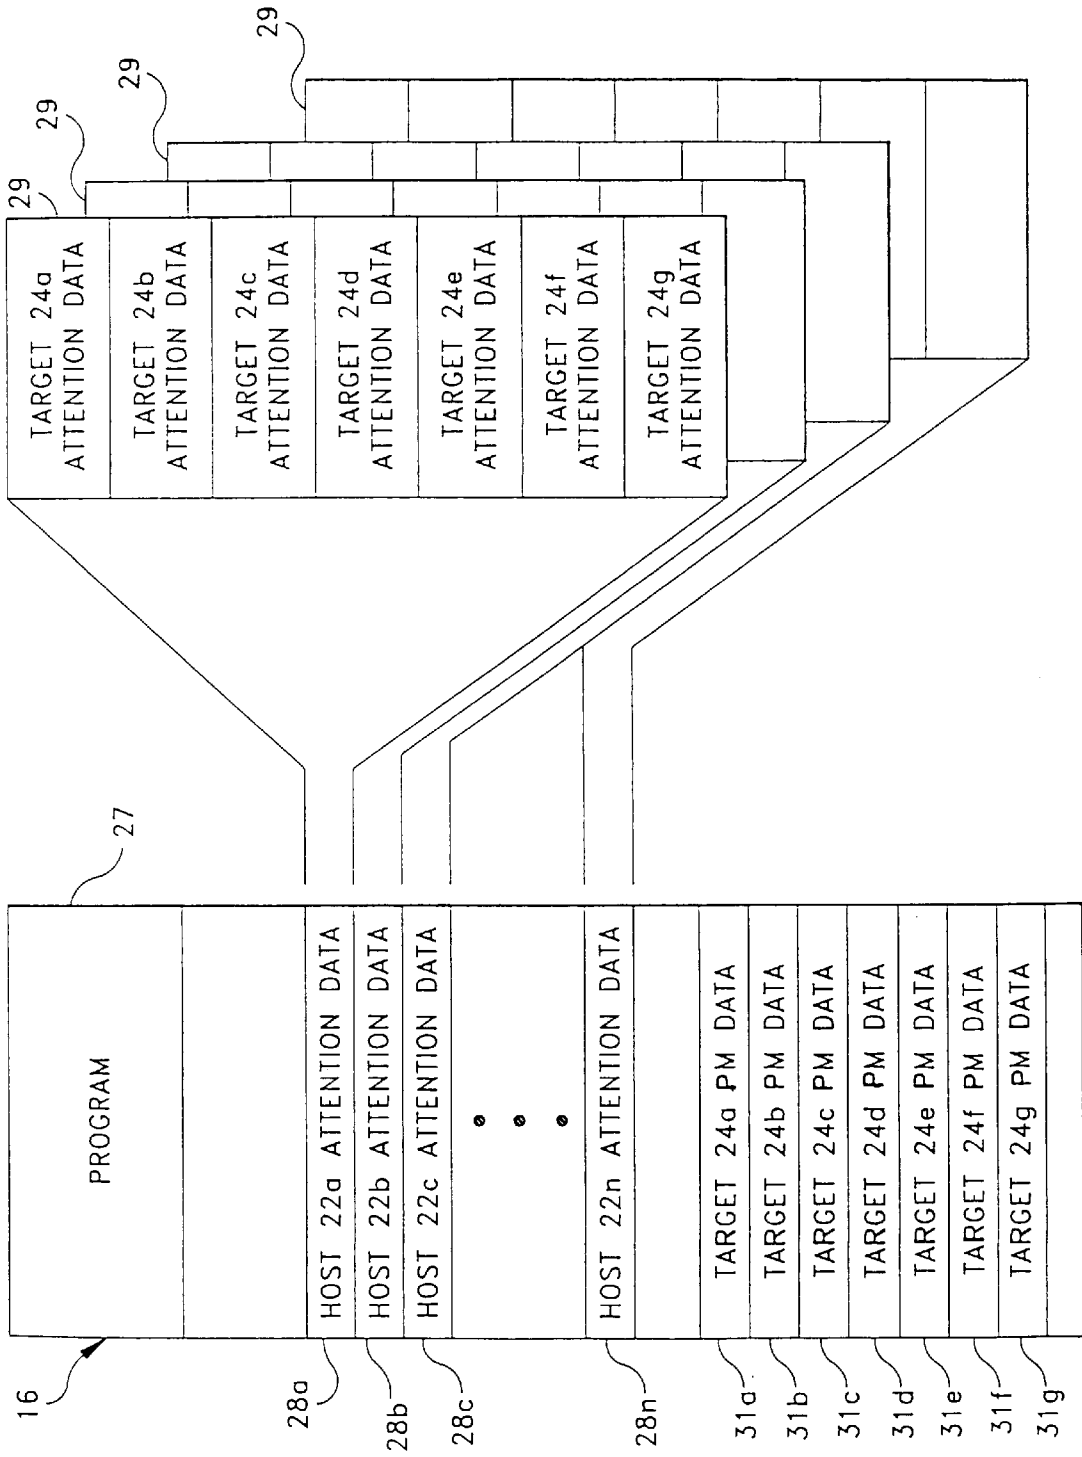 16
27
PROGRAM
28a
HOST 22a ATTENTION DATA
28b
HOST 22b ATTENTION DATA
28c
HOST 22c ATTENTION DATA
28n
HOST 22n ATTENTION DATA
31a
TARGET 24a PM DATA
31b
TARGET 24b PM DATA
31c
TARGET 24c PM DATA
31d
TARGET 24d PM DATA
31e
TARGET 24e PM DATA
31f
TARGET 24f PM DATA
31g
TARGET 24g PM DATA
29
29
29
29
TARGET 24a
ATTENTION DATA
TARGET 24b
ATTENTION DATA
TARGET 24c
ATTENTION DATA
TARGET 24d
ATTENTION DATA
TARGET 24e
ATTENTION DATA
TARGET 24f
ATTENTION DATA
TARGET 24g
ATTENTION DATA